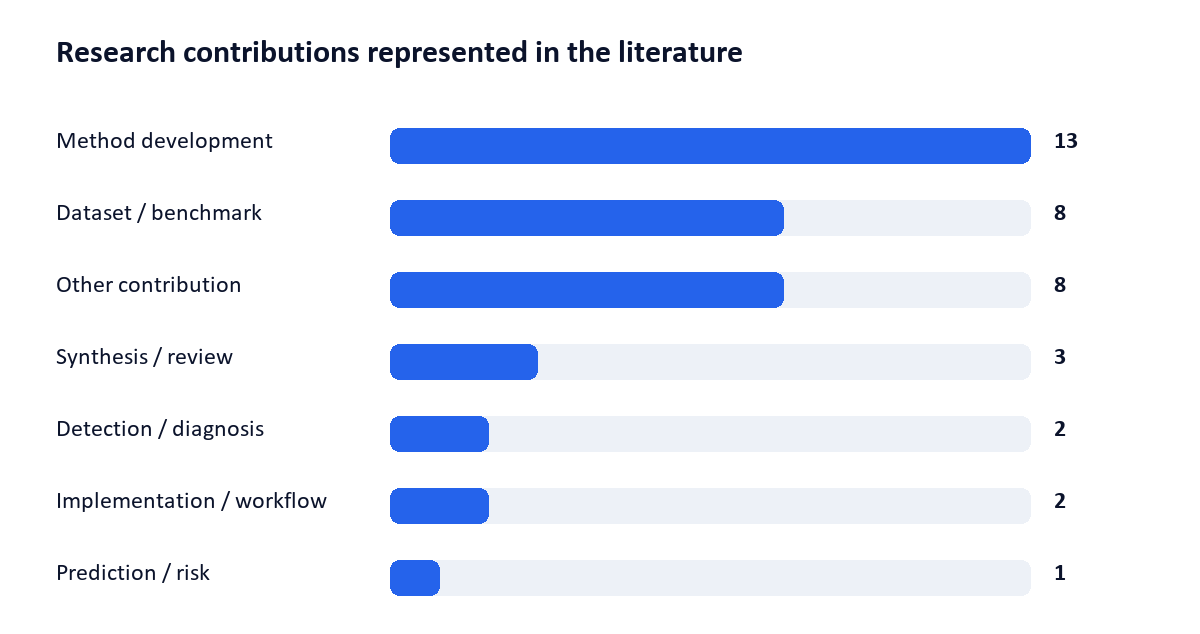 Research contributions represented in the literature
Method development 13
Dataset / benchmark 8
Other contribution 8
Synthesis / review 3
Detection / diagnosis 2
Implementation / workflow 2
Prediction / risk 1